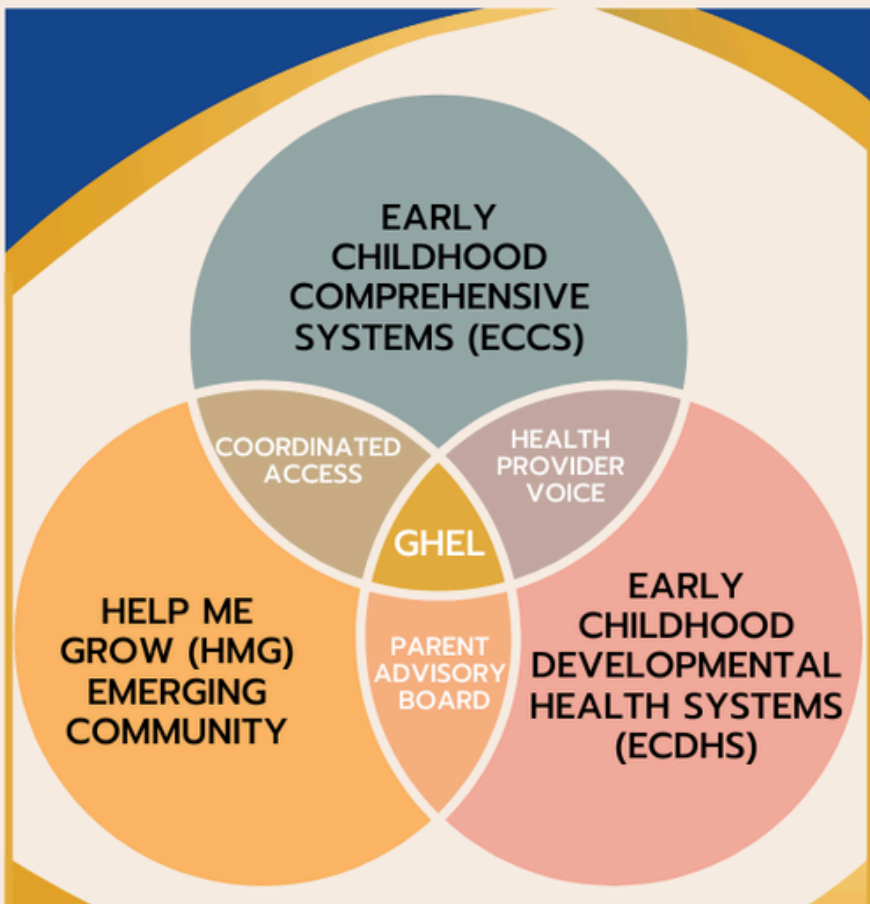 EARLY
CHILDHOOD
COMPREHENSIVE
SYSTEMS (ECCS)
COORDINATED
ACCESS
HEALTH
PROVIDER
VOICE
GHEL
HELP ME
GROW (HMG)
EMERGING
COMMUNITY
PARENT
ADVISORY
BOARD
EARLY
CHILDHOOD
DEVELOPMENTAL
HEALTH SYSTEMS
(ECDHS)